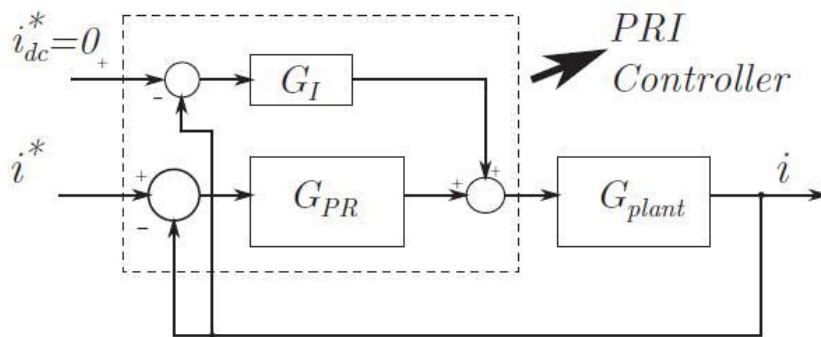 i*dc=0
+
-
G_I
PRI
Controller
i*
+
-
G_PR
+
+
G_plant
i